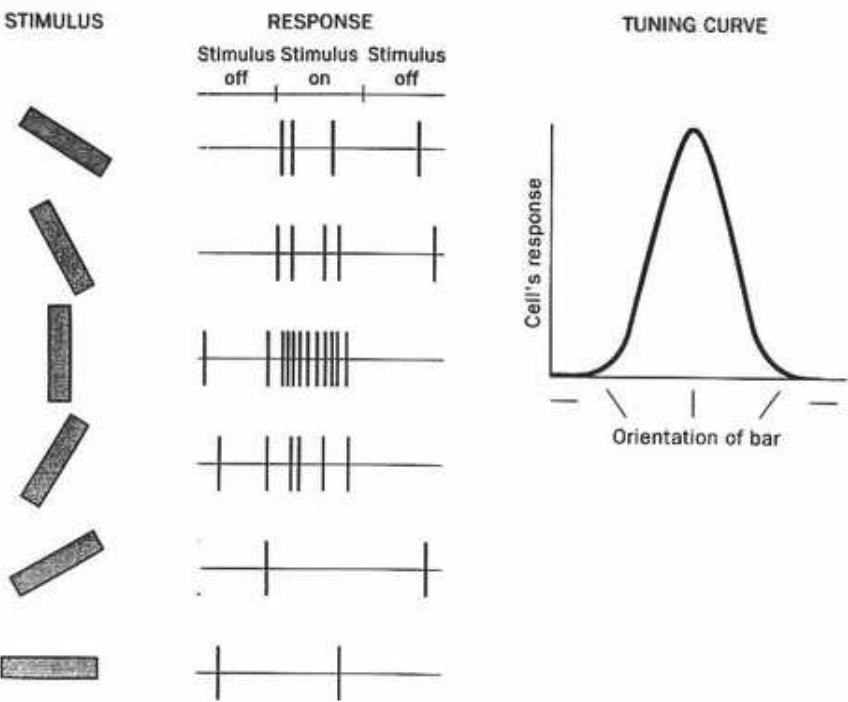 STIMULUS
RESPONSE
TUNING CURVE
Stimulus Stimulus Stimulus
off on off
Cell's response
Orientation of bar